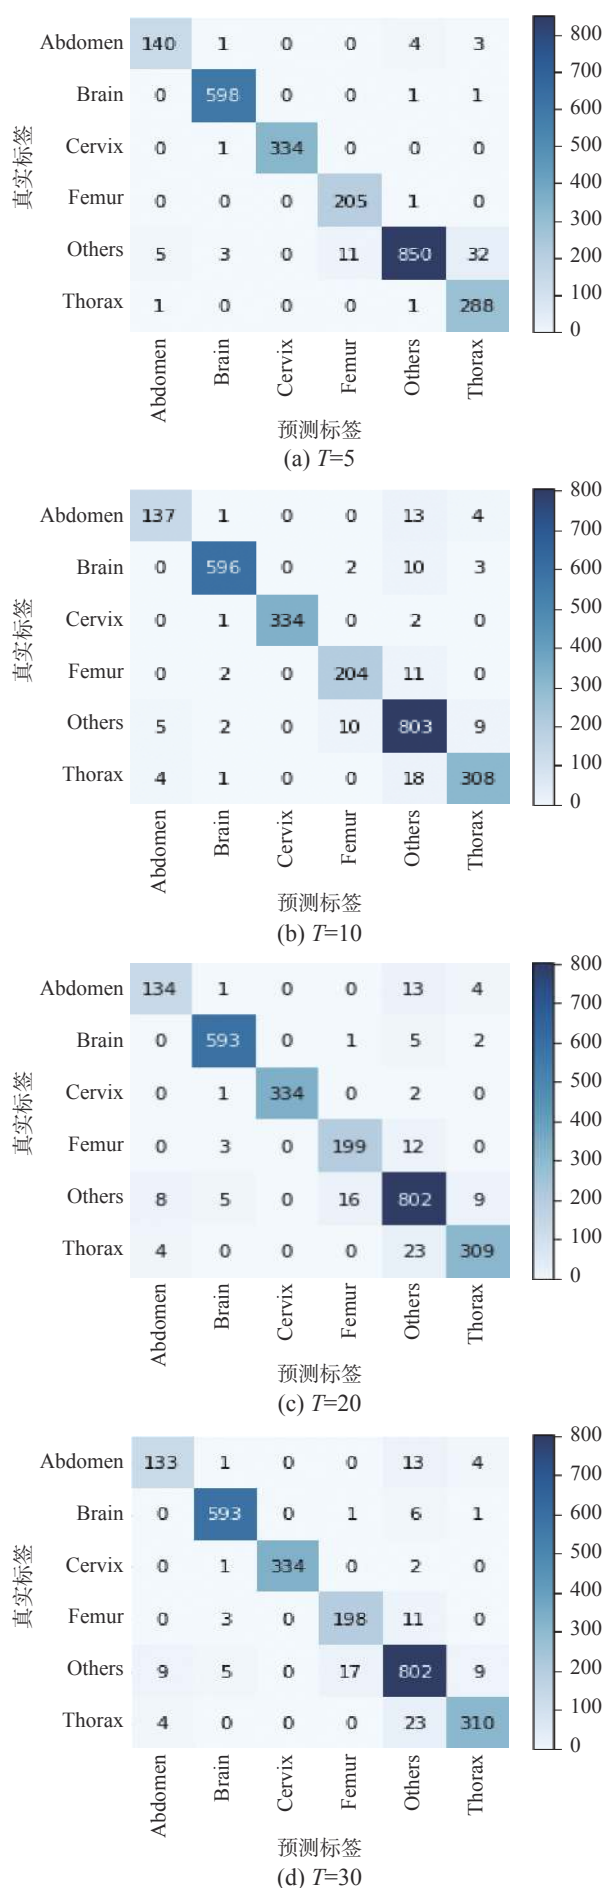 Abdomen 140 1 0 0 4 3
Brain 0 598 0 0 1 1
Cervix 0 1 334 0 0 0
Femur 0 0 0 205 1 0
Others 5 3 0 11 850 32
Thorax 1 0 0 0 1 288
真实标签
Abdomen Brain Cervix Femur Others Thorax
预测标签
800
700
600
500
400
300
200
100
0
(a) T=5
Abdomen 137 1 0 0 13 4
Brain 0 596 0 2 10 3
Cervix 0 1 334 0 2 0
Femur 0 2 0 204 11 0
Others 5 2 0 10 803 9
Thorax 4 1 0 0 18 308
真实标签
Abdomen Brain Cervix Femur Others Thorax
预测标签
800
700
600
500
400
300
200
100
0
(b) T=10
Abdomen 134 1 0 0 13 4
Brain 0 593 0 1 5 2
Cervix 0 1 334 0 2 0
Femur 0 3 0 199 12 0
Others 8 5 0 16 802 9
Thorax 4 0 0 0 23 309
真实标签
Abdomen Brain Cervix Femur Others Thorax
预测标签
800
700
600
500
400
300
200
100
0
(c) T=20
Abdomen 133 1 0 0 13 4
Brain 0 593 0 1 6 1
Cervix 0 1 334 0 2 0
Femur 0 3 0 198 11 0
Others 9 5 0 17 802 9
Thorax 4 0 0 0 23 310
真实标签
Abdomen Brain Cervix Femur Others Thorax
预测标签
800
700
600
500
400
300
200
100
0
(d) T=30